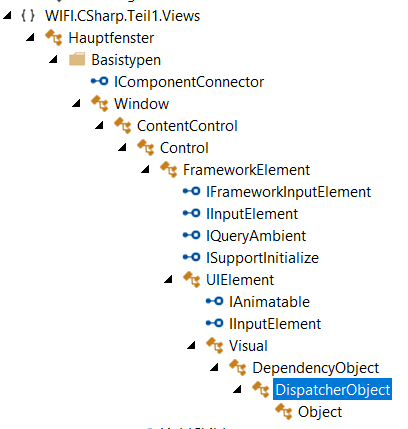 { } WIFI.CSharp.Teil1.Views
Hauptfenster
Basistypen
IComponentConnector
Window
ContentControl
Control
FrameworkElement
IFrameworkInputElement
IInputElement
IQueryAmbient
ISupportInitialize
UIElement
IAnimatable
IInputElement
Visual
DependencyObject
DispatcherObject
Object